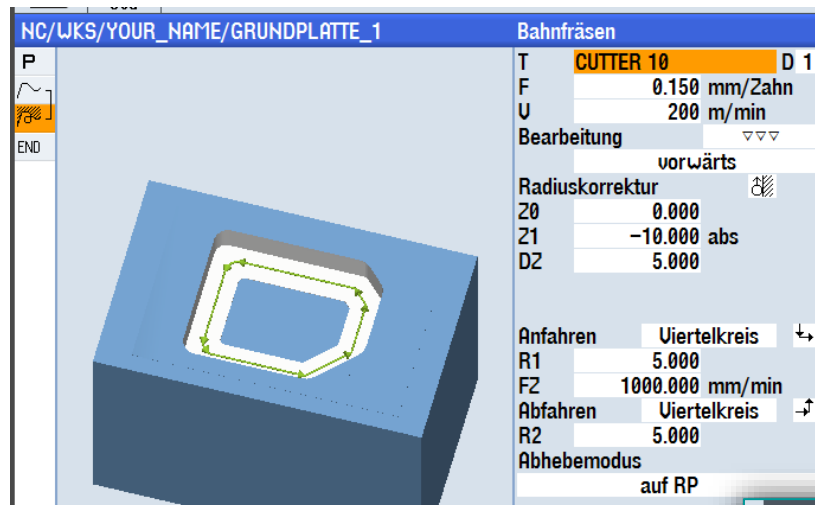 NC/WKS/YOUR_NAME/GRUNDPLATTE_1
Bahnfräsen
P
END
T CUTTER 10 D 1
F 0.150 mm/Zahn
V 200 m/min
Bearbeitung ▽▽▽
vorwärts
Radiuskorrektur
Z0 0.000
Z1 -10.000 abs
DZ 5.000
Anfahren Viertelkreis
R1 5.000
FZ 1000.000 mm/min
Abfahren Viertelkreis
R2 5.000
Abhebemodus
auf RP